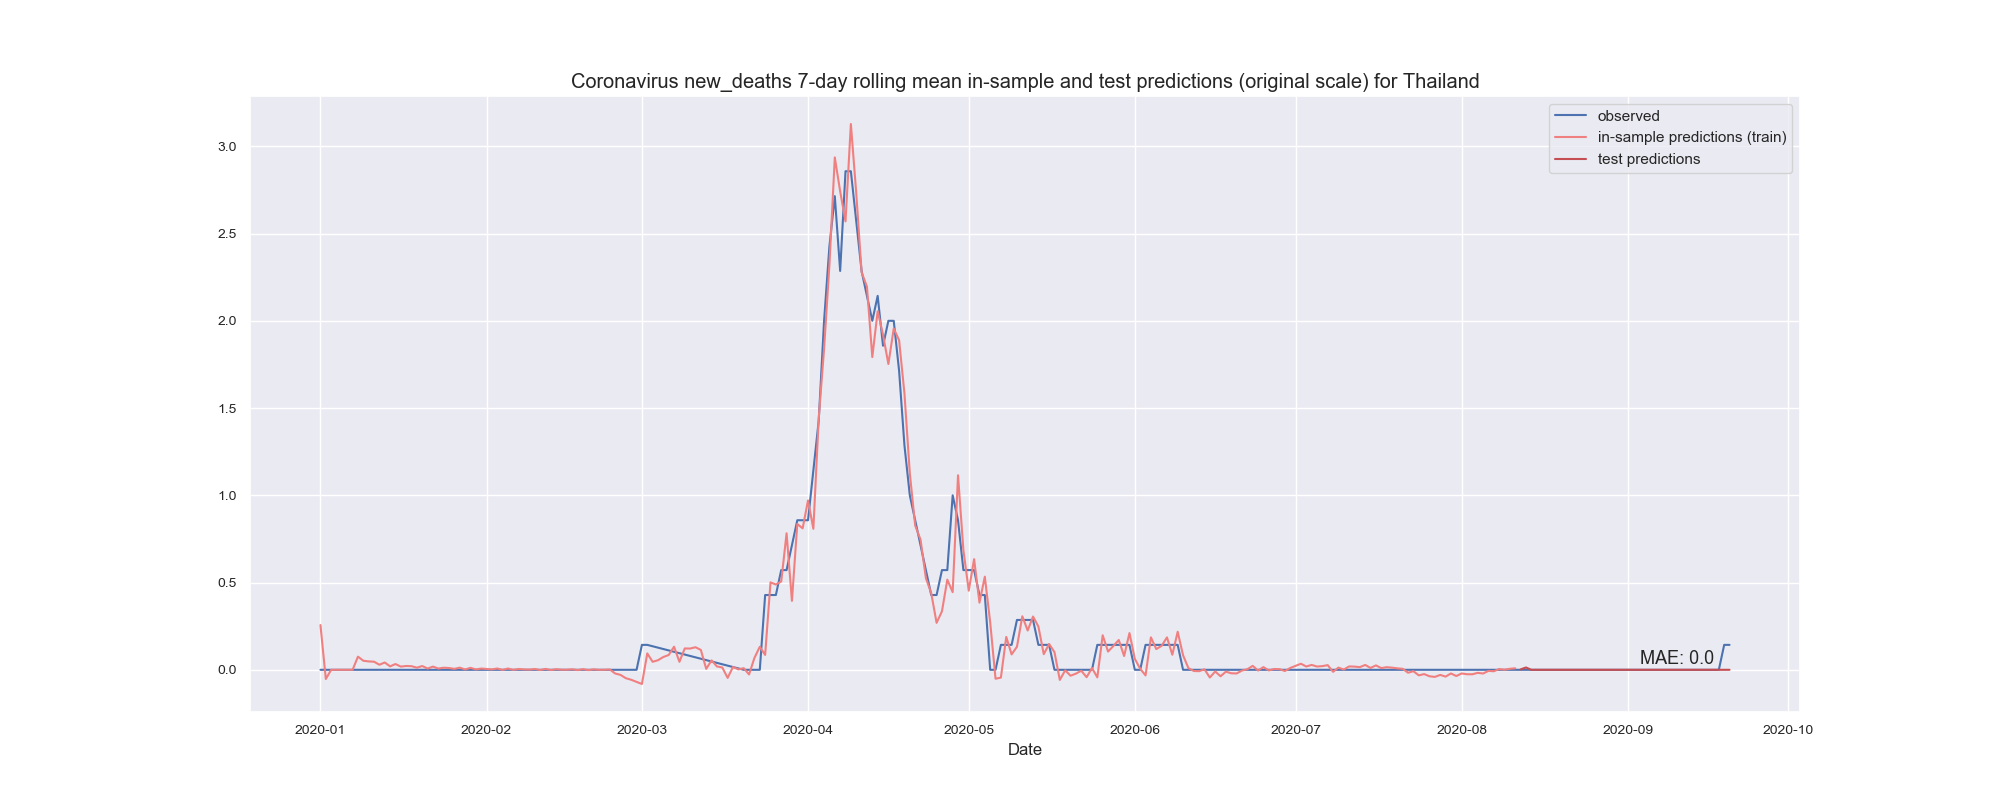 Coronavirus new_deaths 7-day rolling mean in-sample and test predictions (original scale) for Thailand
observed
in-sample predictions (train)
test predictions
3.0
2.5
2.0
1.5
1.0
0.5
0.0
MAE: 0.0
2020-01 2020-02 2020-03 2020-04 2020-05 2020-06 2020-07 2020-08 2020-09 2020-10
Date